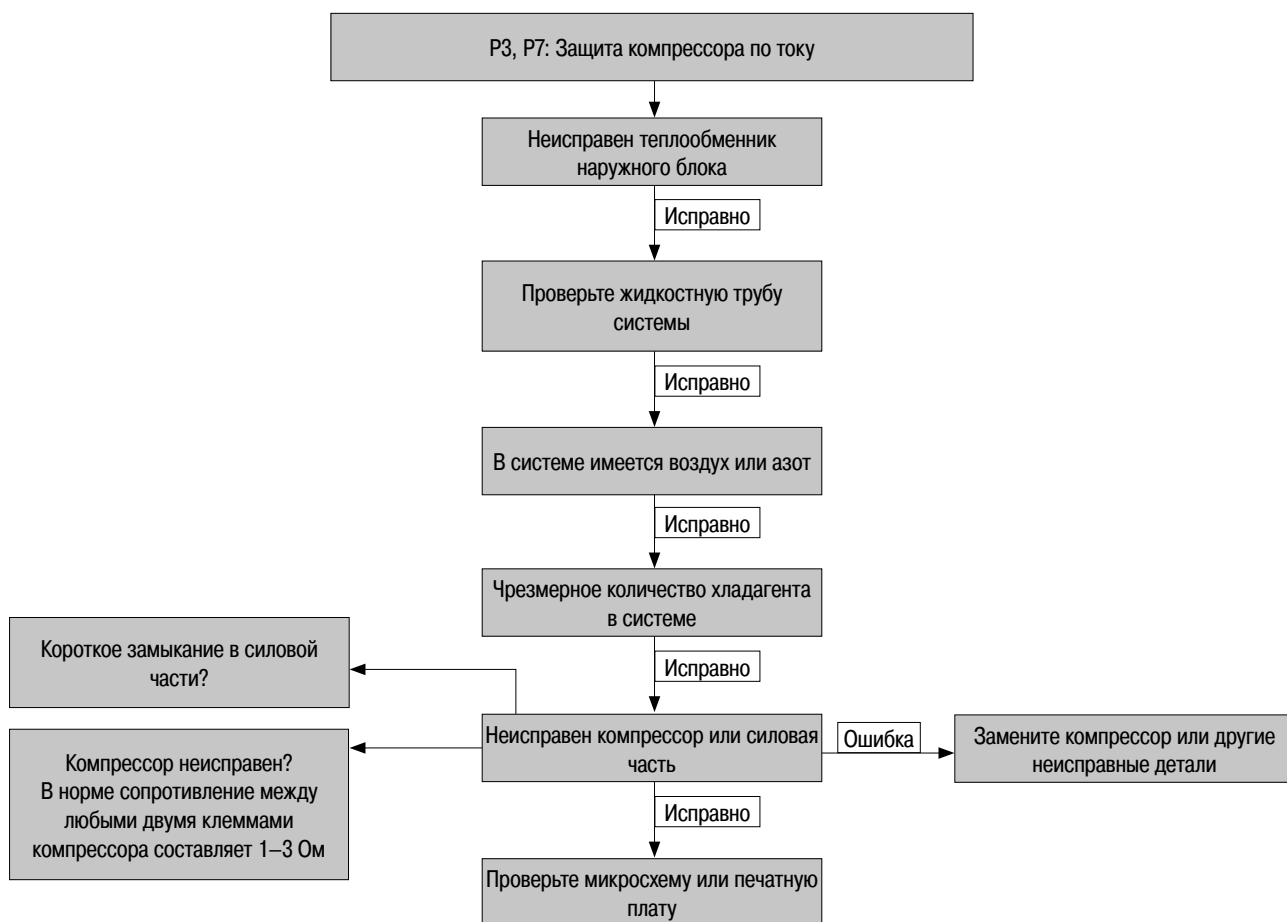 P3, P7: Защита компрессора по току
Неисправен теплообменник
наружного блока
Исправно
Проверьте жидкостную трубу
системы
Исправно
В системе имеется воздух или азот
Исправно
Чрезмерное количество хладагента
в системе
Исправно
Короткое замыкание в силовой
части?
Компрессор неисправен?
В норме сопротивление между
любыми двумя клеммами
компрессора составляет 1–3 Ом
Неисправен компрессор или силовая
часть
Ошибка
Замените компрессор или другие
неисправные детали
Исправно
Проверьте микросхему или печатную
плату